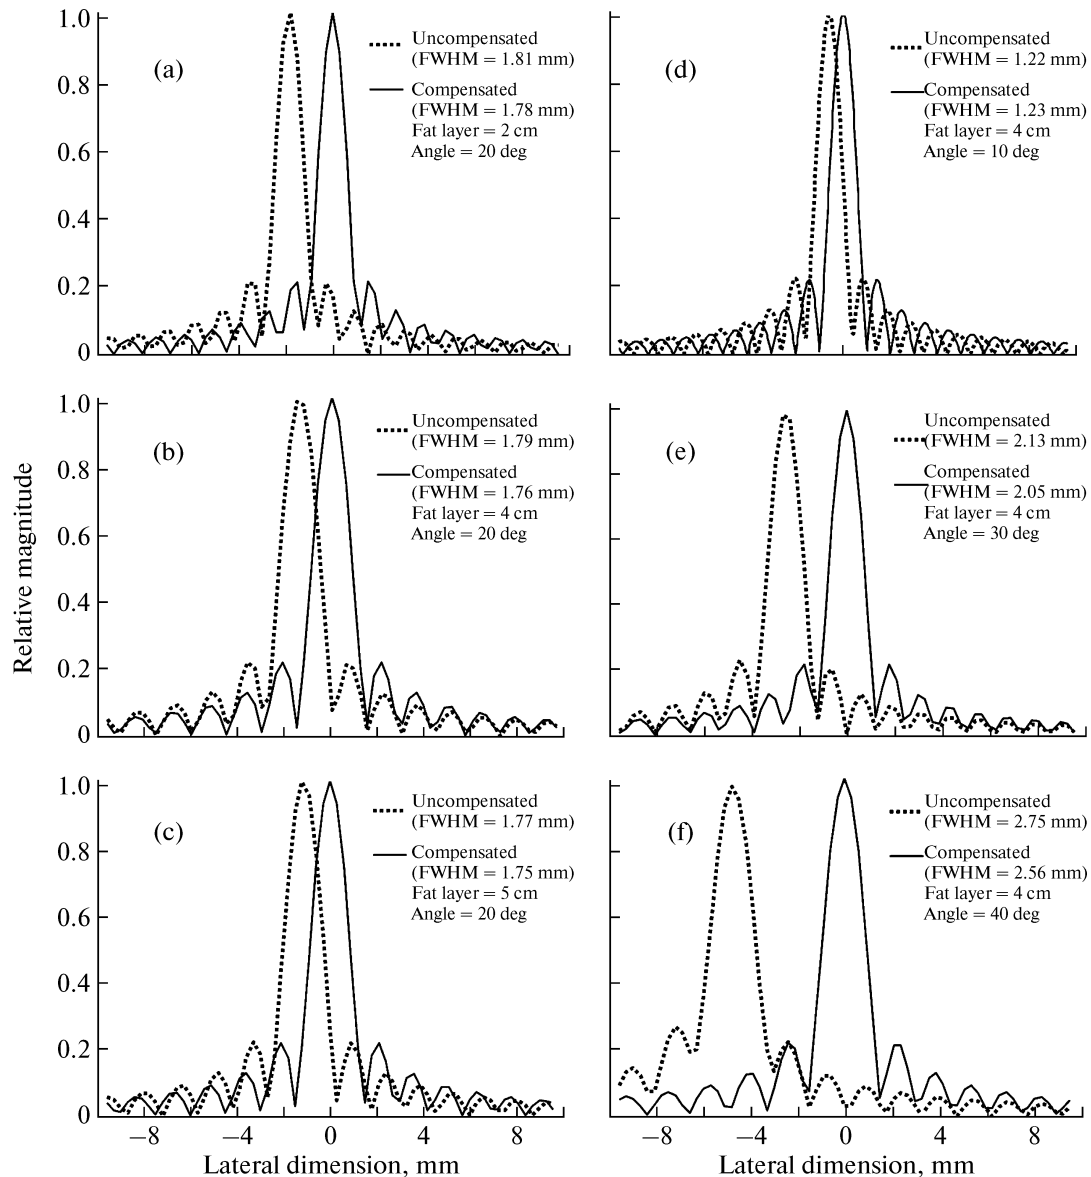 1.0
0.8
0.6
0.4
0.2
0
(a)
Uncompensated
(FWHM = 1.81 mm)
Compensated
(FWHM = 1.78 mm)
Fat layer = 2 cm
Angle = 20 deg
(d)
Uncompensated
(FWHM = 1.22 mm)
Compensated
(FWHM = 1.23 mm)
Fat layer = 4 cm
Angle = 10 deg
Relative magnitude
1.0
0.8
0.6
0.4
0.2
0
(b)
Uncompensated
(FWHM = 1.79 mm)
Compensated
(FWHM = 1.76 mm)
Fat layer = 4 cm
Angle = 20 deg
(e)
Uncompensated
(FWHM = 2.13 mm)
Compensated
(FWHM = 2.05 mm)
Fat layer = 4 cm
Angle = 30 deg
1.0
0.8
0.6
0.4
0.2
0
(c)
Uncompensated
(FWHM = 1.77 mm)
Compensated
(FWHM = 1.75 mm)
Fat layer = 5 cm
Angle = 20 deg
−8 −4 0 4 8
Lateral dimension, mm
(f)
Uncompensated
(FWHM = 2.75 mm)
Compensated
(FWHM = 2.56 mm)
Fat layer = 4 cm
Angle = 40 deg
−8 −4 0 4 8
Lateral dimension, mm